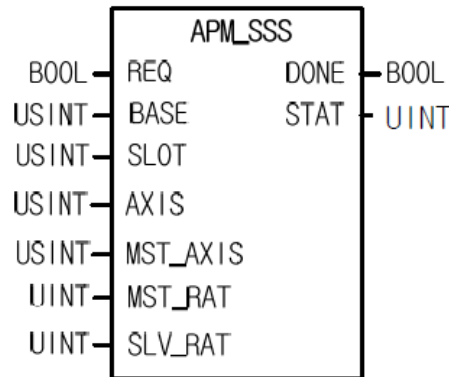 APM_SSS
BOOL REQ DONE BOOL
USINT BASE STAT UINT
USINT SLOT
USINT AXIS
USINT MST_AXIS
UINT MST_RAT
UINT SLV_RAT